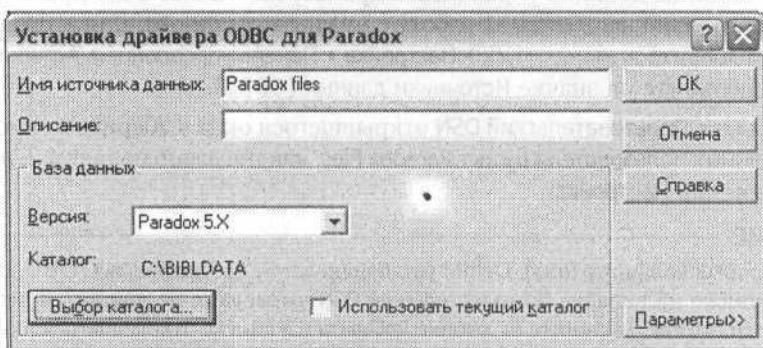 Установка драйвера ODBC для Paradox
Имя источника данных: Paradox files
OK
Описание:
Отмена
База данных
Справка
Версия: Paradox 5.X
Каталог: C:\BIBLDATA
Выбор каталога...
Использовать текущий каталог
Параметры>>